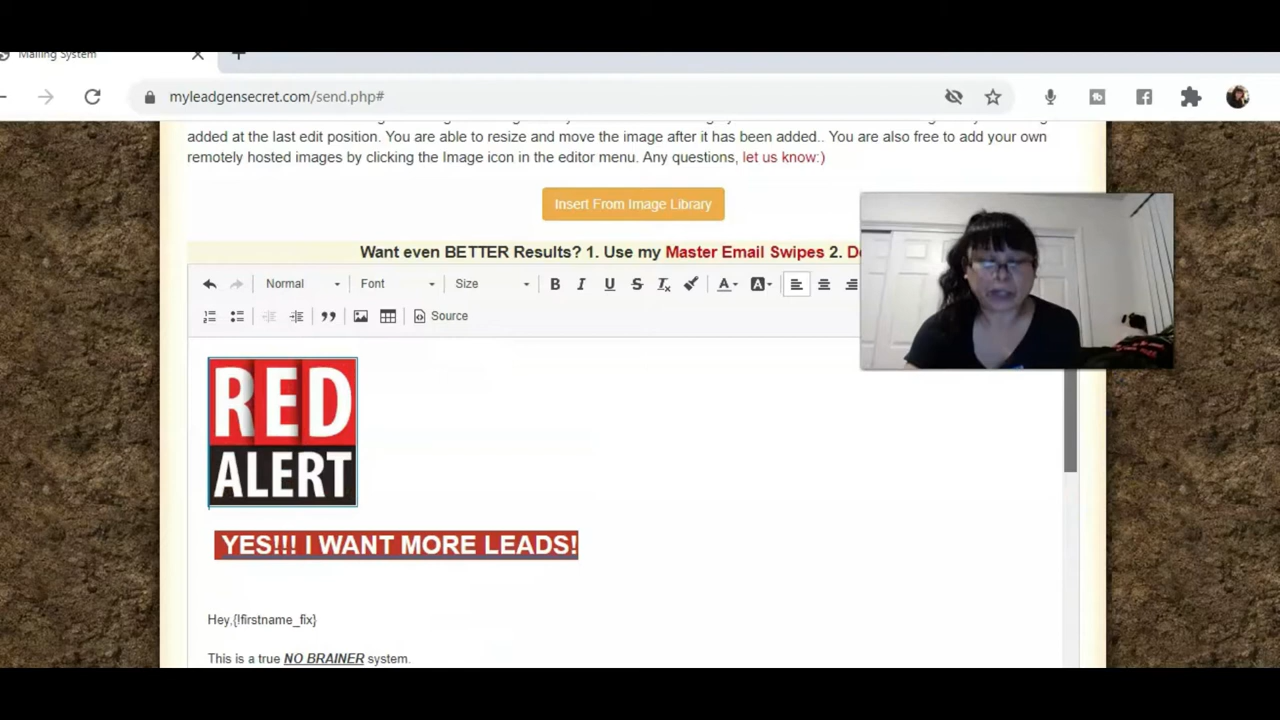 Mailing System
myleadgensecret.com/send.php#
added at the last edit position. You are able to resize and move the image after it has been added.. You are also free to add your own
remotely hosted images by clicking the Image icon in the editor menu. Any questions, let us know:)
Insert From Image Library
Want even BETTER Results? 1. Use my Master Email Swipes 2. D
Normal Font Size B I U S Tx A A
Source
RED
ALERT
YES!!! I WANT MORE LEADS!
Hey,{!firstname_fix}
This is a true NO BRAINER system.